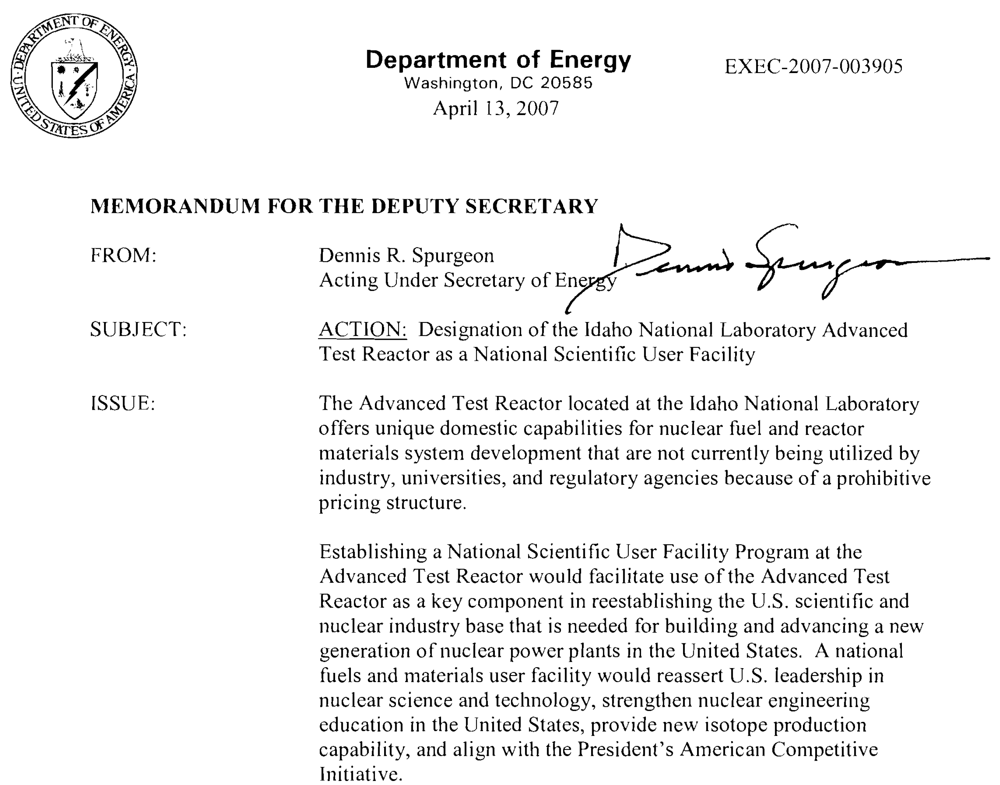 DEPARTMENT OF ENERGY · UNITED STATES OF AMERICA ·
Department of Energy
Washington, DC 20585
EXEC-2007-003905
April 13, 2007
MEMORANDUM FOR THE DEPUTY SECRETARY
Dennis Spurgeon
FROM: Dennis R. Spurgeon
Acting Under Secretary of Energy
SUBJECT: ACTION: Designation of the Idaho National Laboratory Advanced
Test Reactor as a National Scientific User Facility
ISSUE: The Advanced Test Reactor located at the Idaho National Laboratory
offers unique domestic capabilities for nuclear fuel and reactor
materials system development that are not currently being utilized by
industry, universities, and regulatory agencies because of a prohibitive
pricing structure.
Establishing a National Scientific User Facility Program at the
Advanced Test Reactor would facilitate use of the Advanced Test
Reactor as a key component in reestablishing the U.S. scientific and
nuclear industry base that is needed for building and advancing a new
generation of nuclear power plants in the United States. A national
fuels and materials user facility would reassert U.S. leadership in
nuclear science and technology, strengthen nuclear engineering
education in the United States, provide new isotope production
capability, and align with the President's American Competitive
Initiative.